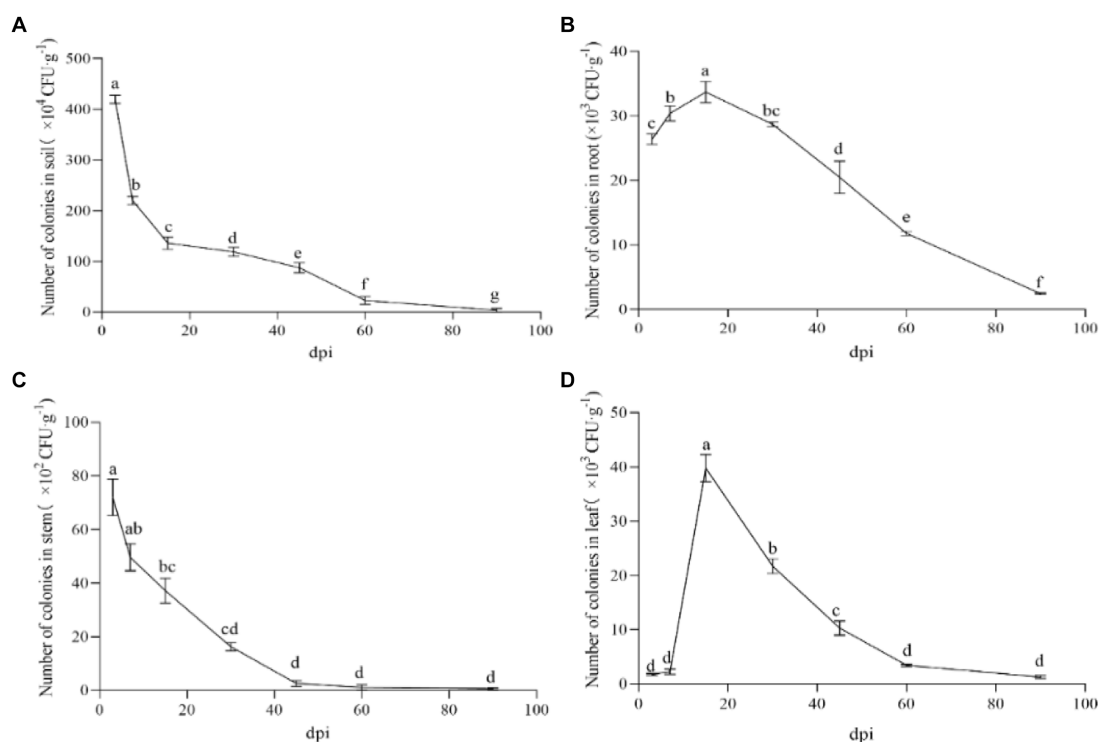 A
Number of colonies in soil（ ×10⁴ CFU·g⁻¹)
500
400
300
200
100
0
a
b
c
d
e
f
g
0 20 40 60 80 100
dpi
B
Number of colonies in root (×10³ CFU·g⁻¹)
40
30
20
10
0
c
b
a
bc
d
e
f
0 20 40 60 80 100
dpi
C
Number of colonies in stem（ ×10² CFU·g⁻¹)
100
80
60
40
20
0
a
ab
bc
cd
d
d
d
0 20 40 60 80 100
dpi
D
Number of colonies in leaf（ ×10³ CFU·g⁻¹)
50
40
30
20
10
0
d
d
a
b
c
d
d
0 20 40 60 80 100
dpi